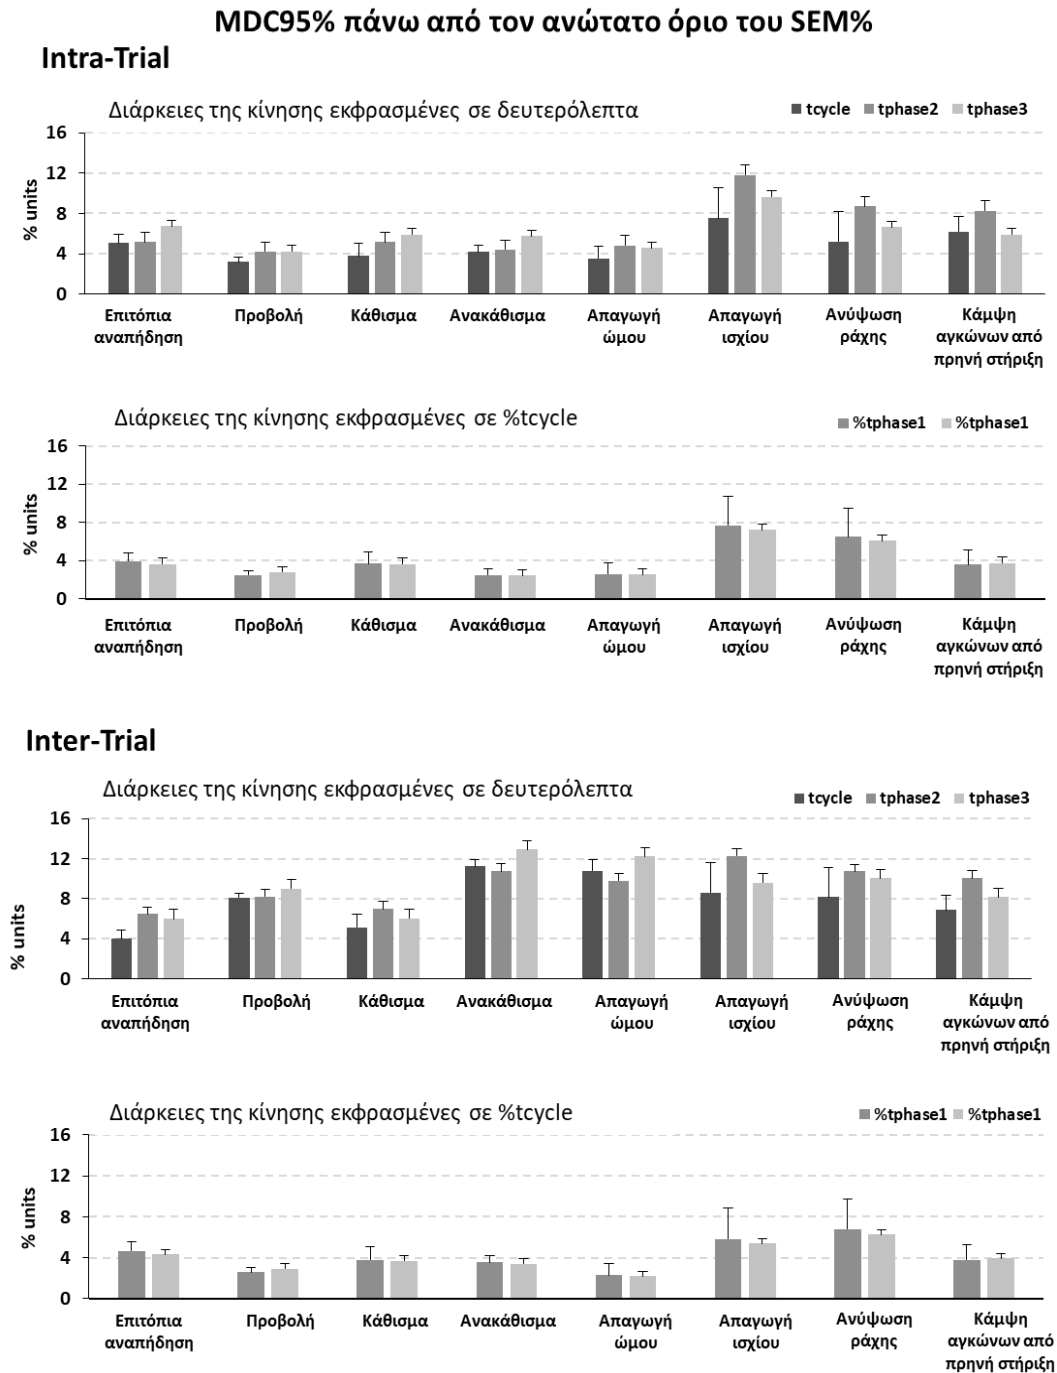 MDC95% πάνω από τον ανώτατο όριο του SEM%
Intra-Trial
Διάρκειες της κίνησης εκφρασμένες σε δευτερόλεπτα
tcycle tphase2 tphase3
% units
16
12
8
4
0
Επιτόπια αναπήδηση
Προβολή
Κάθισμα
Ανακάθισμα
Απαγωγή ώμου
Απαγωγή ισχίου
Ανύψωση ράχης
Κάμψη αγκώνων από πρηνή στήριξη
Διάρκειες της κίνησης εκφρασμένες σε %tcycle
%tphase1 %tphase1
% units
16
12
8
4
0
Επιτόπια αναπήδηση
Προβολή
Κάθισμα
Ανακάθισμα
Απαγωγή ώμου
Απαγωγή ισχίου
Ανύψωση ράχης
Κάμψη αγκώνων από πρηνή στήριξη
Inter-Trial
Διάρκειες της κίνησης εκφρασμένες σε δευτερόλεπτα
tcycle tphase2 tphase3
% units
16
12
8
4
0
Επιτόπια αναπήδηση
Προβολή
Κάθισμα
Ανακάθισμα
Απαγωγή ώμου
Απαγωγή ισχίου
Ανύψωση ράχης
Κάμψη αγκώνων από πρηνή στήριξη
Διάρκειες της κίνησης εκφρασμένες σε %tcycle
%tphase1 %tphase1
% units
16
12
8
4
0
Επιτόπια αναπήδηση
Προβολή
Κάθισμα
Ανακάθισμα
Απαγωγή ώμου
Απαγωγή ισχίου
Ανύψωση ράχης
Κάμψη αγκώνων από πρηνή στήριξη